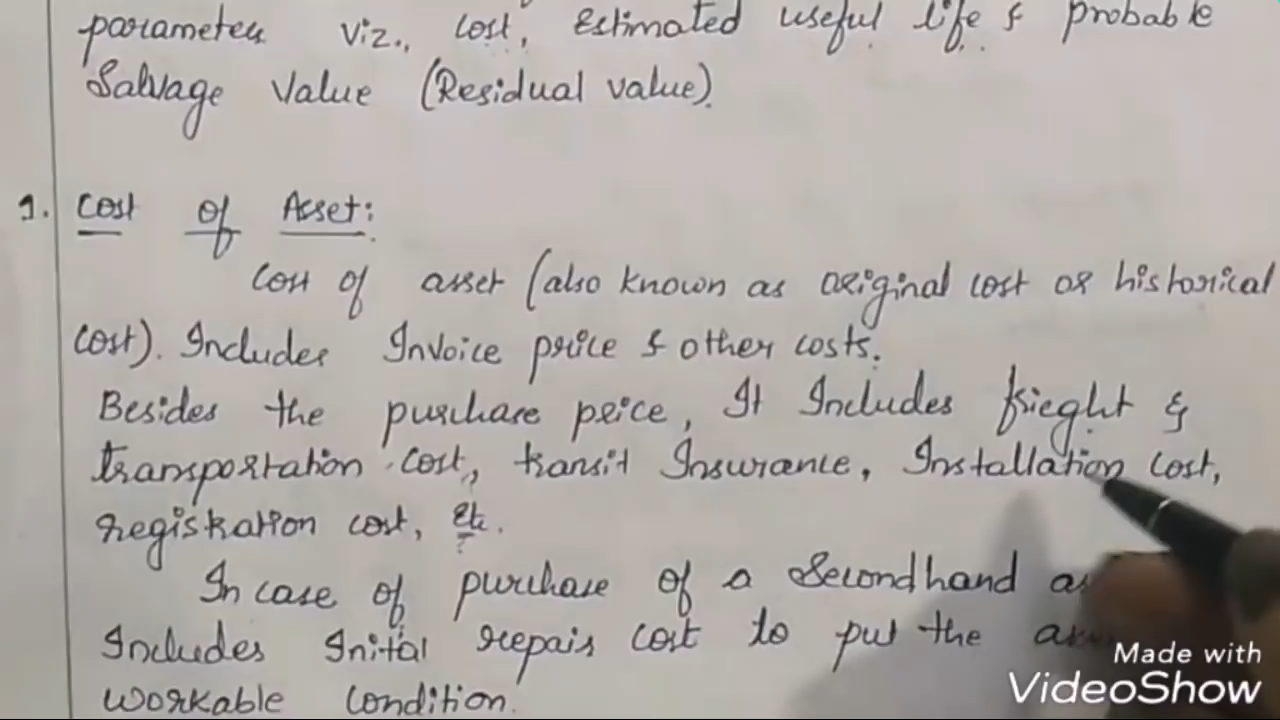 parameters viz., cost, Estimated useful life & probable
Salvage Value (Residual value).
1. Cost of Asset:
Cost of asset (also known as original cost or historical
cost). Includes Invoice price & other costs.
Besides the purchase price, It Includes frieght &
transportation cost, transit Insurance, Installation cost,
registration cost, Etc.
In case of purchase of a Secondhand
Includes Initial repairs cost to put the
workable condition.
Made with
VideoShow